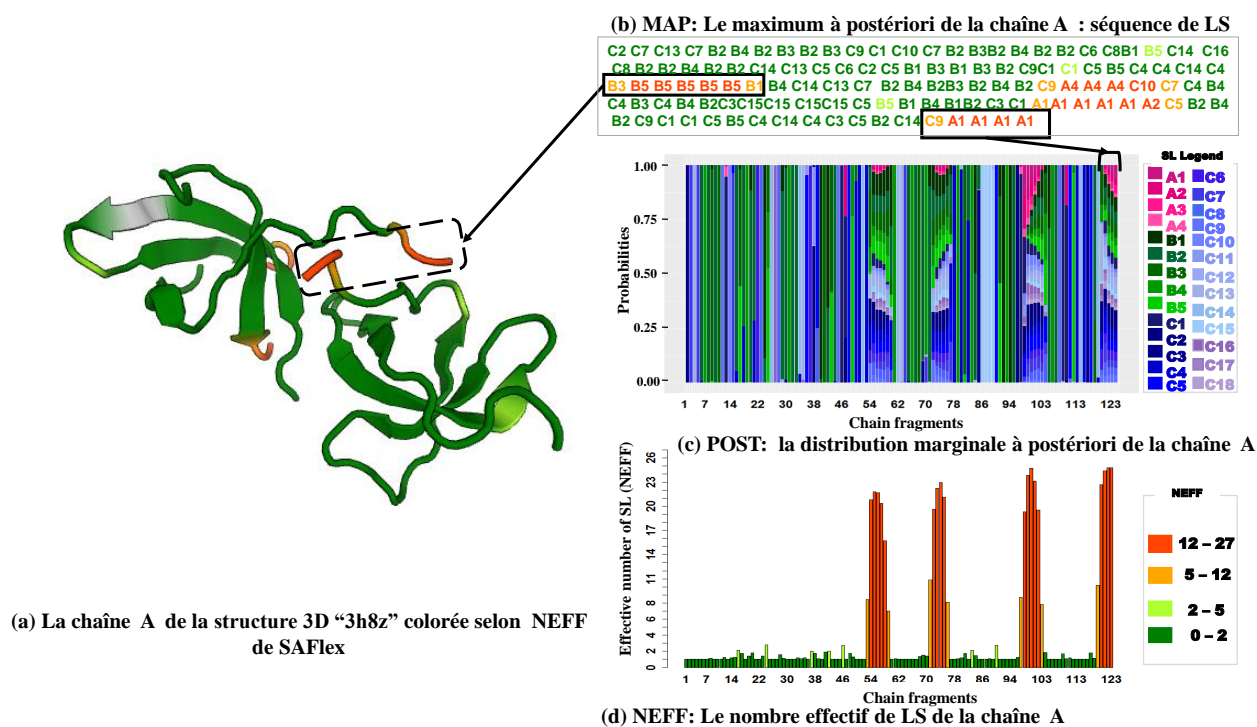 (b) MAP: Le maximum à postériori de la chaîne A : séquence de LS
C2 C7 C13 C7 B2 B4 B2 B3 B2 B3 C9 C1 C10 C7 B2 B3B2 B4 B2 B2 C6 C8B1 B5 C14 C16
C8 B2 B2 B4 B2 B2 C14 C13 C5 C6 C2 C5 B1 B3 B1 B3 B2 C9C1 C1 C5 B5 C4 C4 C14 C4
B3 B5 B5 B5 B5 B5 B1 B4 C14 C13 C7 B2 B4 B2B3 B2 B4 B2 C9 A4 A4 A4 C10 C7 C4 B4
C4 B3 C4 B4 B2C3C15 C15 C15C15 C5 B5 B1 B4 B1B2 C3 C1 A1A1 A1 A1 A1 A2 C5 B2 B4
B2 C9 C1 C1 C5 B5 C4 C14 C4 C3 C5 B2 C14 C9 A1 A1 A1 A1
1.00
0.75
0.50
0.25
0.00
Probabilities
1 7 14 22 30 38 46 54 62 70 78 86 94 103 113 123
Chain fragments
SL Legend
A1 C6
A2 C7
A3 C8
A4 C9
B1 C10
B2 C11
B3 C12
B4 C13
B5 C14
C1 C15
C2 C16
C3 C17
C4 C18
C5
(c) POST: la distribution marginale à postériori de la chaîne A
26
23
20
17
14
11
8
6
4
2
0
Effective number of SL (NEFF)
1 7 14 22 30 38 46 54 62 70 78 86 94 103 113 123
Chain fragments
NEFF
12 – 27
5 – 12
2 – 5
0 – 2
(d) NEFF: Le nombre effectif de LS de la chaîne A
(a) La chaîne A de la structure 3D “3h8z” colorée selon NEFF
de SAFlex